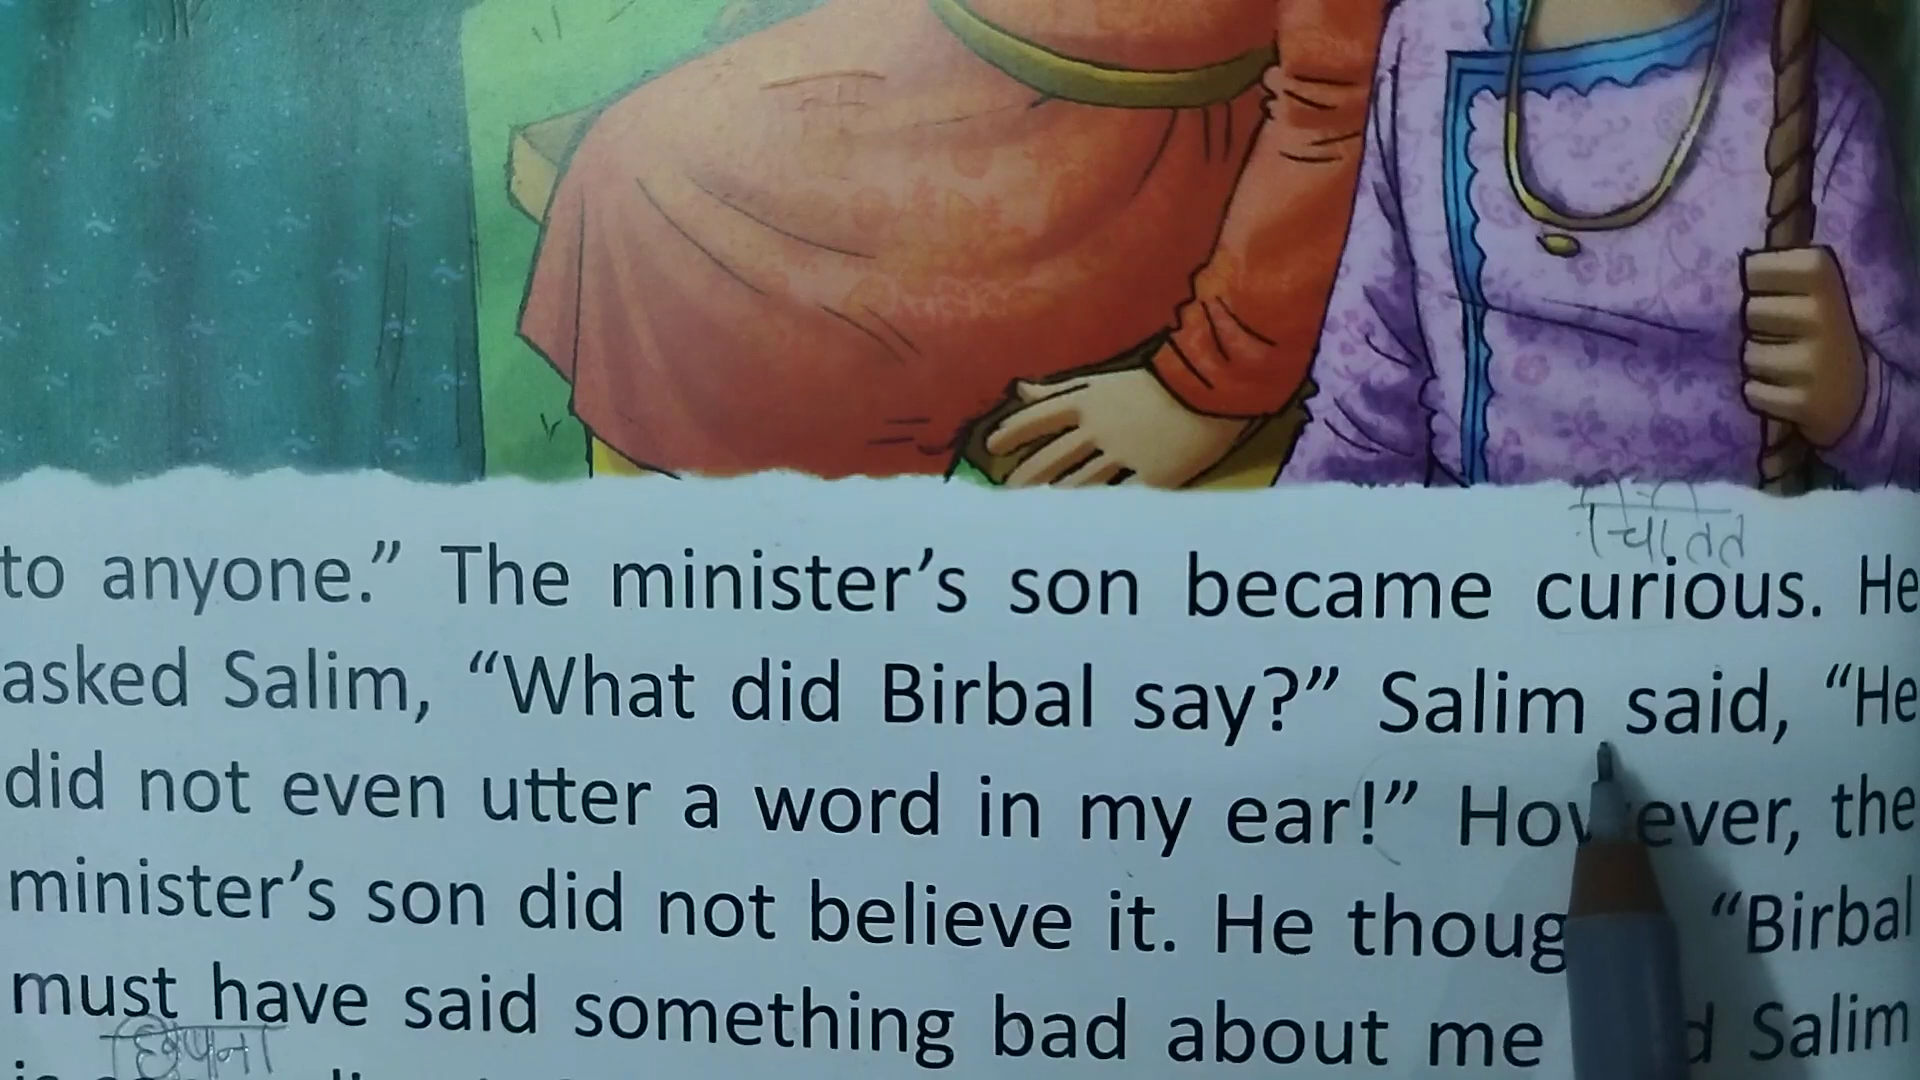 चिंतित
to anyone.” The minister’s son became curious. He
asked Salim, “What did Birbal say?” Salim said, “He
did not even utter a word in my ear!” However, the
minister’s son did not believe it. He “Birbal
must have said something bad about me Salim